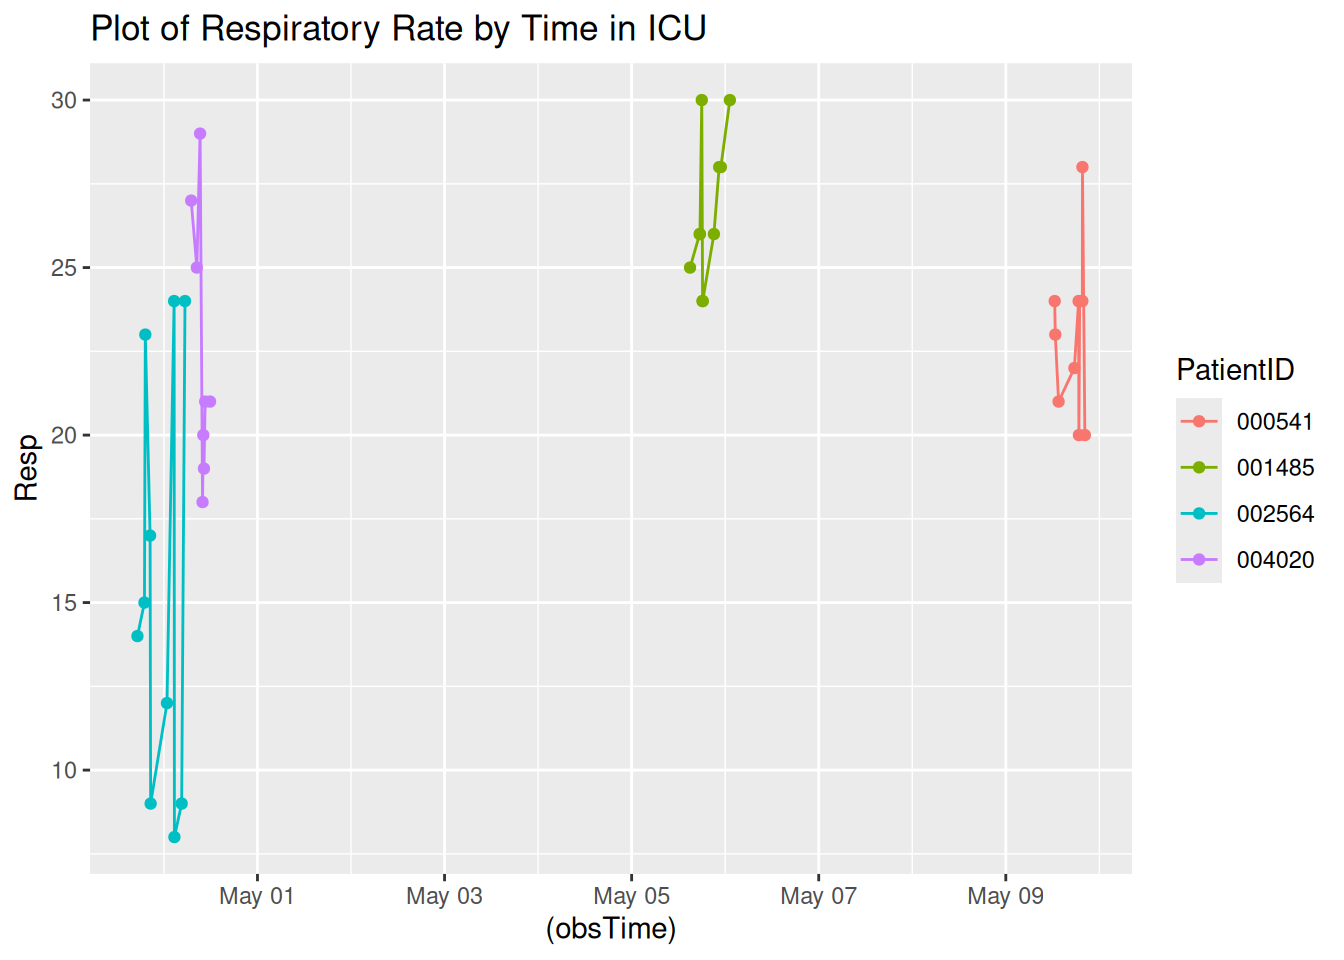 Plot of Respiratory Rate by Time in ICU
30
25
20
15
10
Resp
May 01
May 03
May 05
May 07
May 09
(obsTime)
PatientID
000541
001485
002564
004020